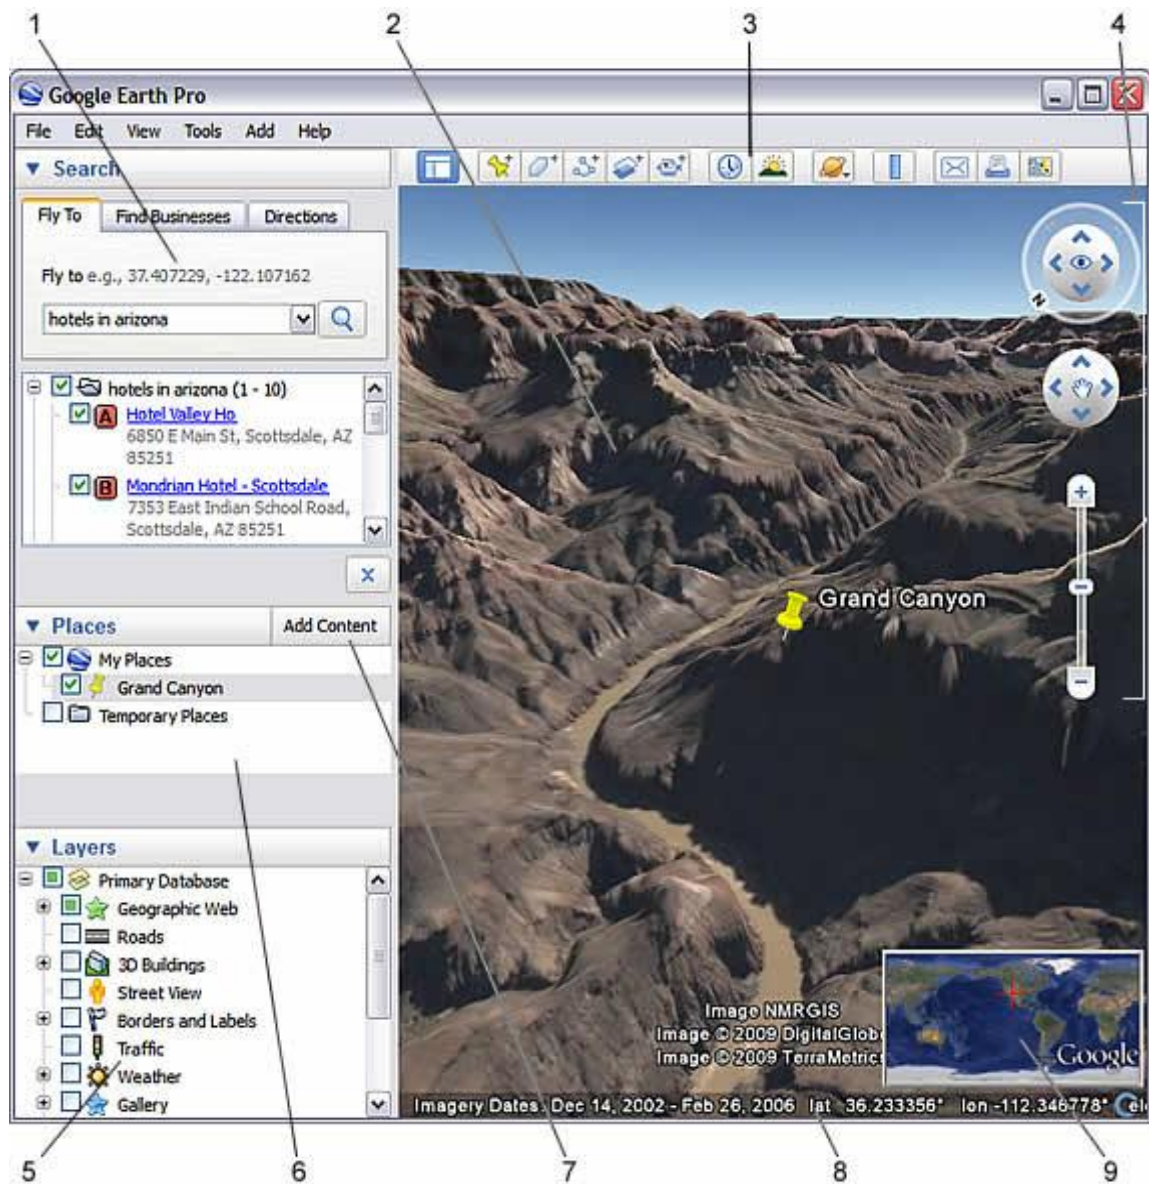 1 2 3 4
Google Earth Pro
File Edit View Tools Add Help
Search
Fly To Find Businesses Directions
Fly to e.g., 37.407229, -122.107162
hotels in arizona
hotels in arizona (1 - 10)
A Hotel Valley Ho
6850 E Main St, Scottsdale, AZ
85251
B Mondrian Hotel - Scottsdale
7353 East Indian School Road,
Scottsdale, AZ 85251
Places Add Content
My Places
Grand Canyon
Temporary Places
Layers
Primary Database
Geographic Web
Roads
3D Buildings
Street View
Borders and Labels
Traffic
Weather
Gallery
N
Grand Canyon
Image NMRGIS
Image © 2009 DigitalGlobe
Image © 2009 TerraMetrics
Google
Imagery Dates: Dec 14, 2002 - Feb 26, 2006 lat 36.233356° lon -112.346778° Ele
5 6 7 8 9